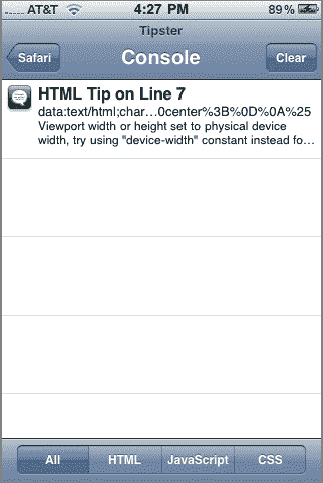 AT&T 4:27 PM 89%
Tipster
Safari Console Clear
HTML Tip on Line 7
data:text/html;char…0center%3B%0D%0A%25
Viewport width or height set to physical device
width, try using "device-width" constant instead fo…
All HTML JavaScript CSS